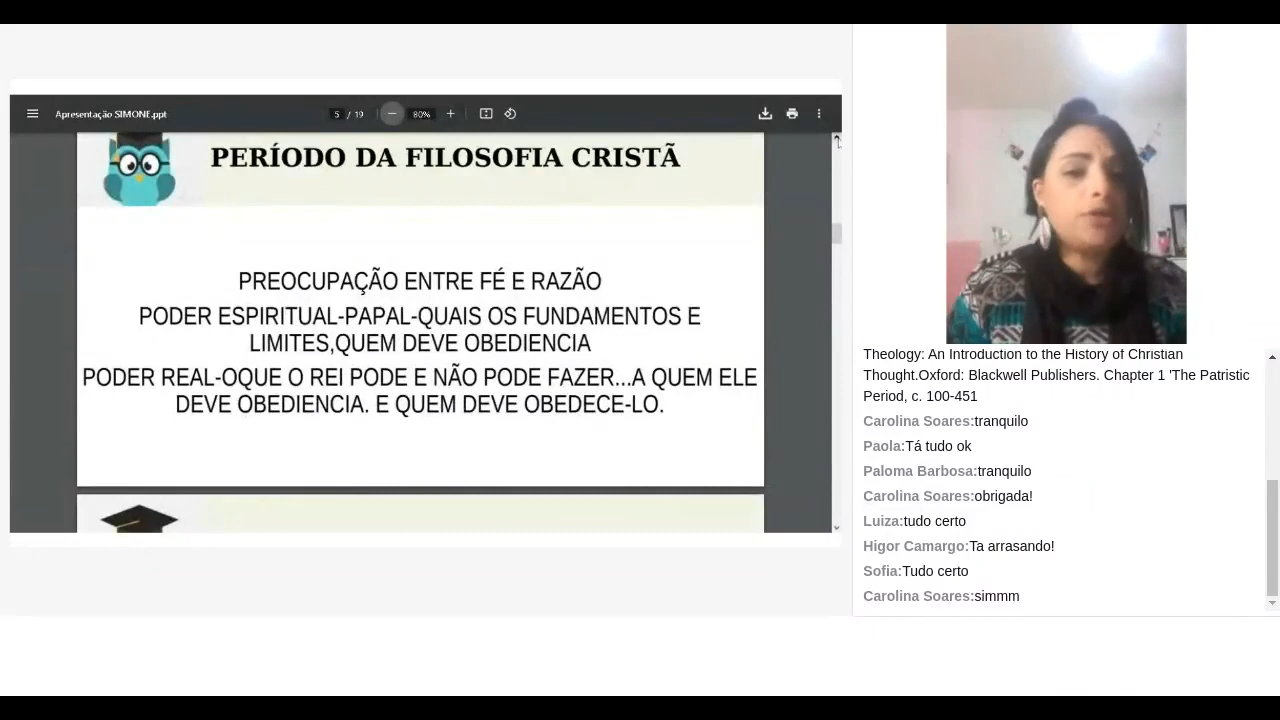 Apresentação SIMONE.ppt
5 / 19
80%
PERÍODO DA FILOSOFIA CRISTÃ
PREOCUPAÇÃO ENTRE FÉ E RAZÃO
PODER ESPIRITUAL-PAPAL-QUAIS OS FUNDAMENTOS E
LIMITES,QUEM DEVE OBEDIENCIA
PODER REAL-OQUE O REI PODE E NÃO PODE FAZER...A QUEM ELE
DEVE OBEDIENCIA. E QUEM DEVE OBEDECE-LO.
Theology: An Introduction to the History of Christian
Thought.Oxford: Blackwell Publishers. Chapter 1 'The Patristic
Period, c. 100-451
Carolina Soares:tranquilo
Paola:Tá tudo ok
Paloma Barbosa:tranquilo
Carolina Soares:obrigada!
Luiza:tudo certo
Higor Camargo:Ta arrasando!
Sofia:Tudo certo
Carolina Soares:simmm